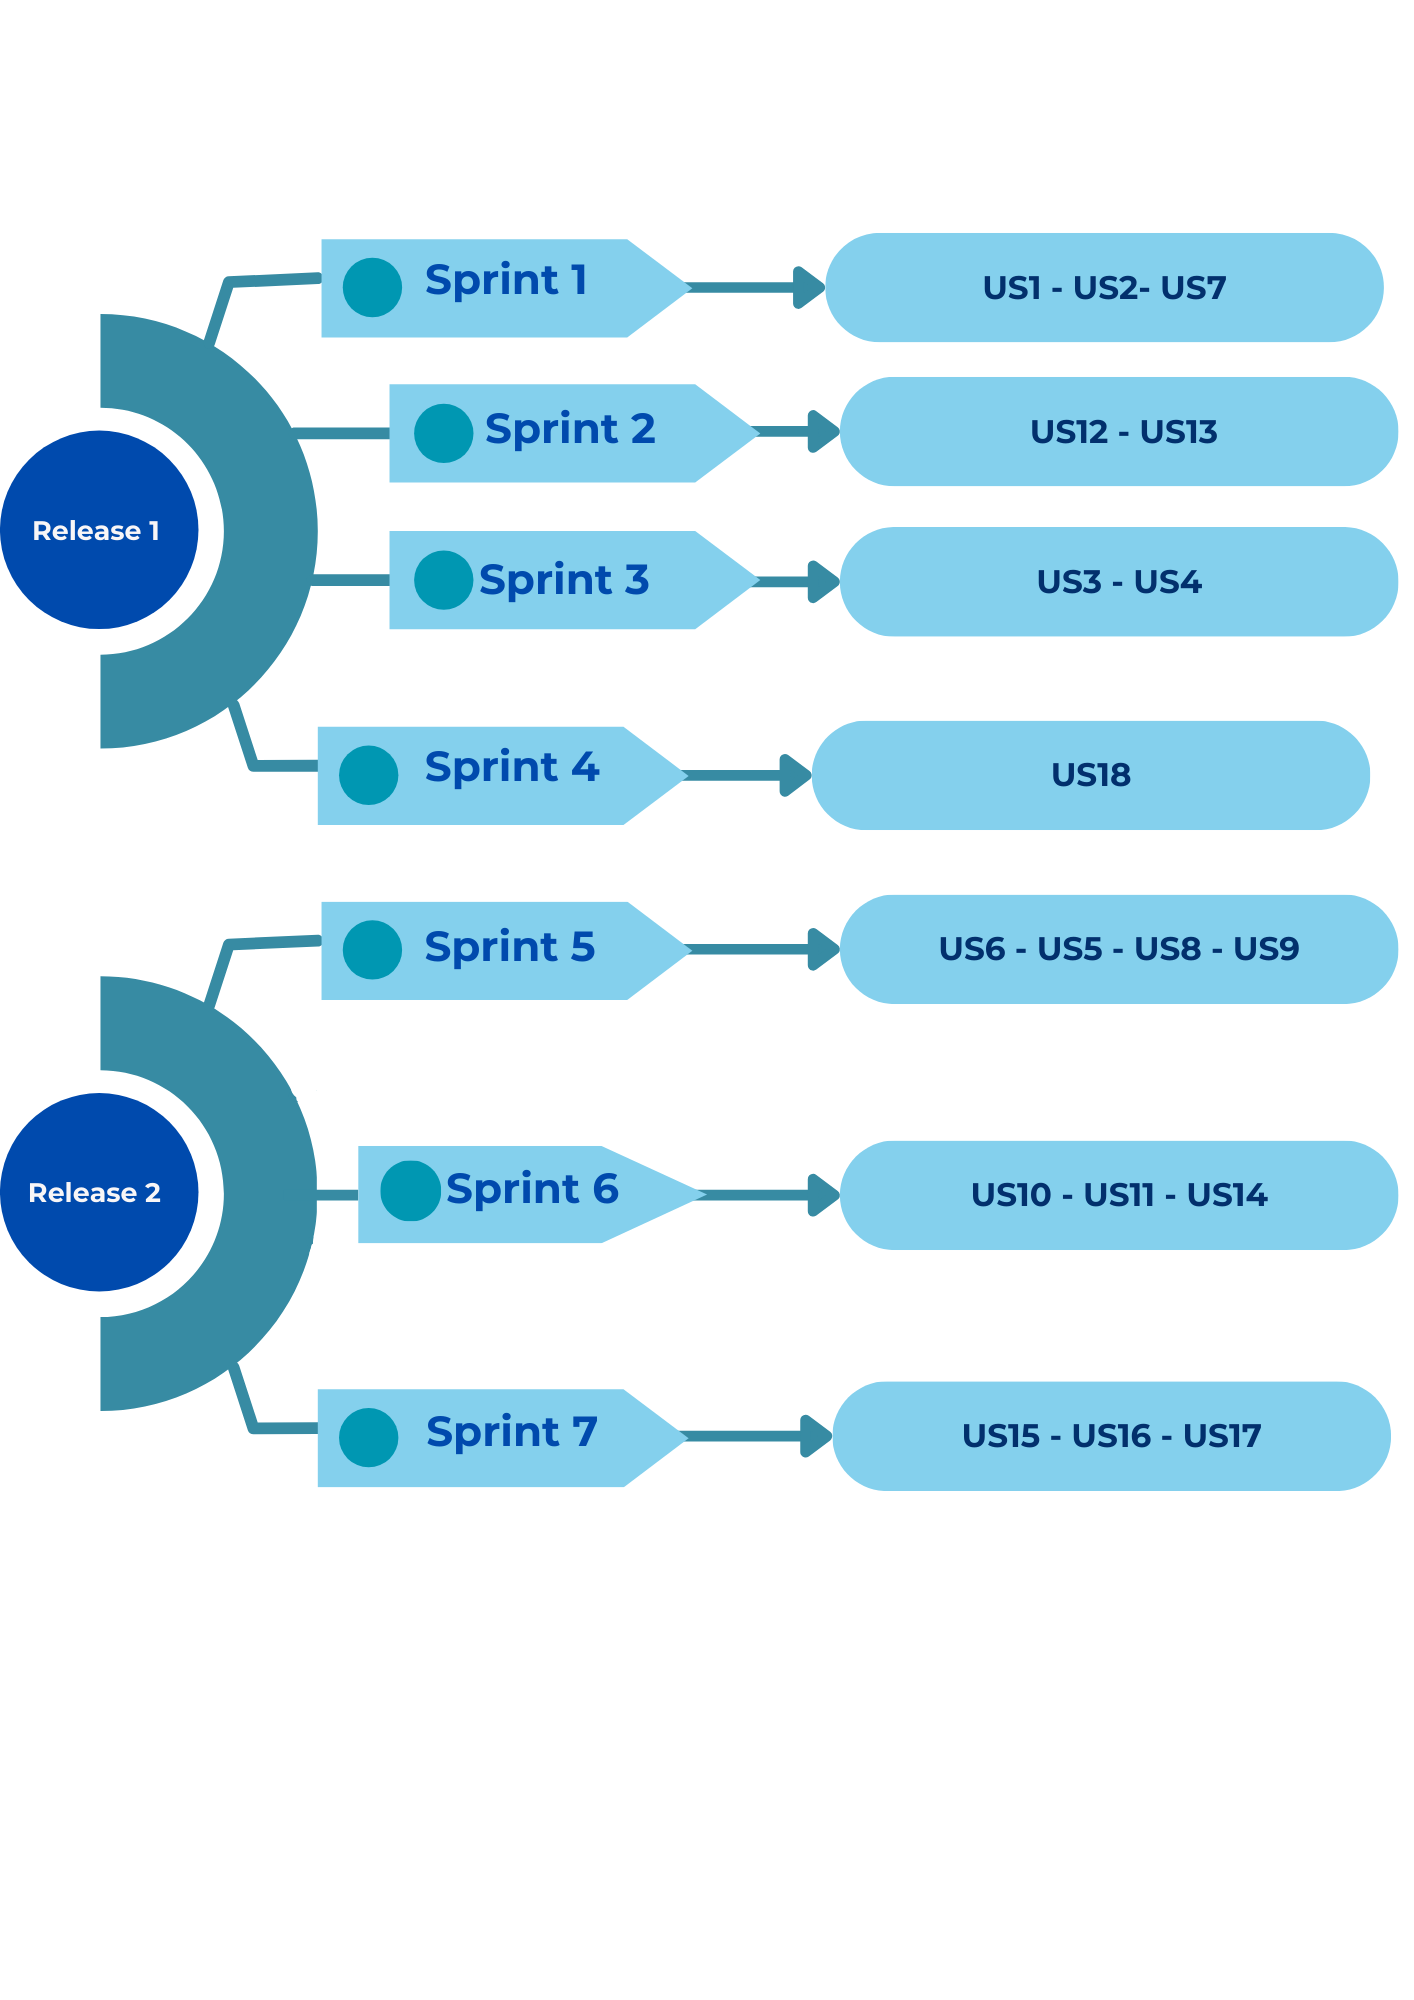 Sprint 1
US1 - US2- US7
Sprint 2
US12 - US13
Release 1
Sprint 3
US3 - US4
Sprint 4
US18
Sprint 5
US6 - US5 - US8 - US9
Release 2
Sprint 6
US10 - US11 - US14
Sprint 7
US15 - US16 - US17